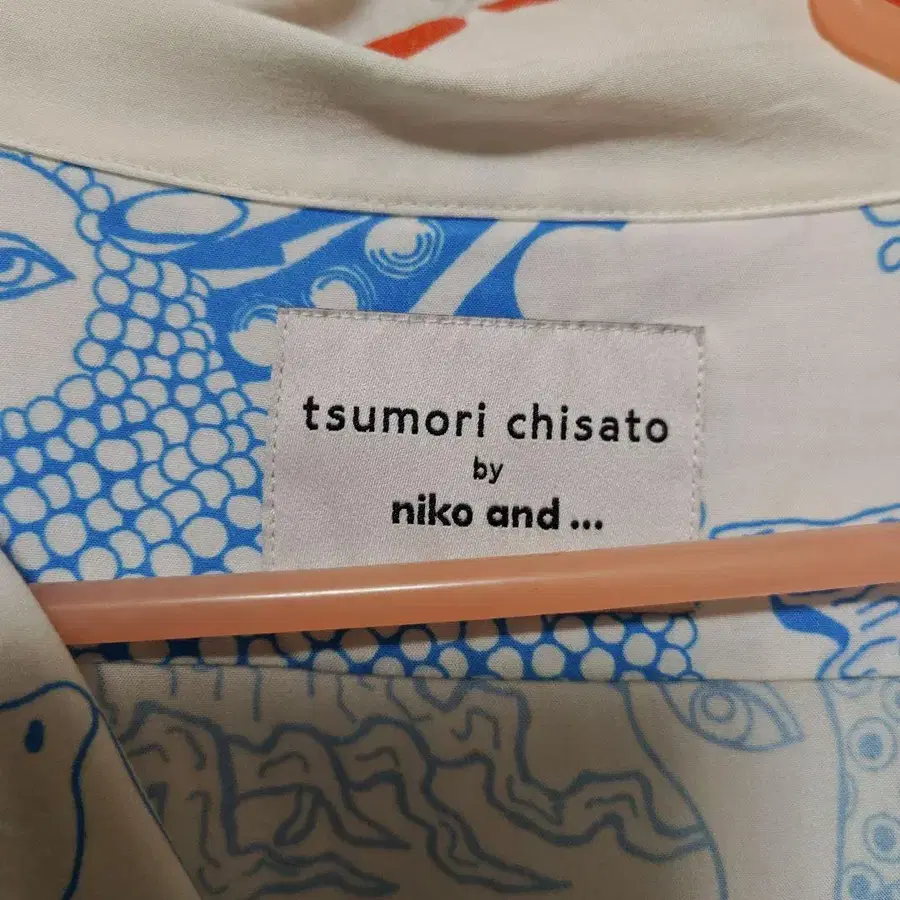 tsumori chisato
by
niko and ...